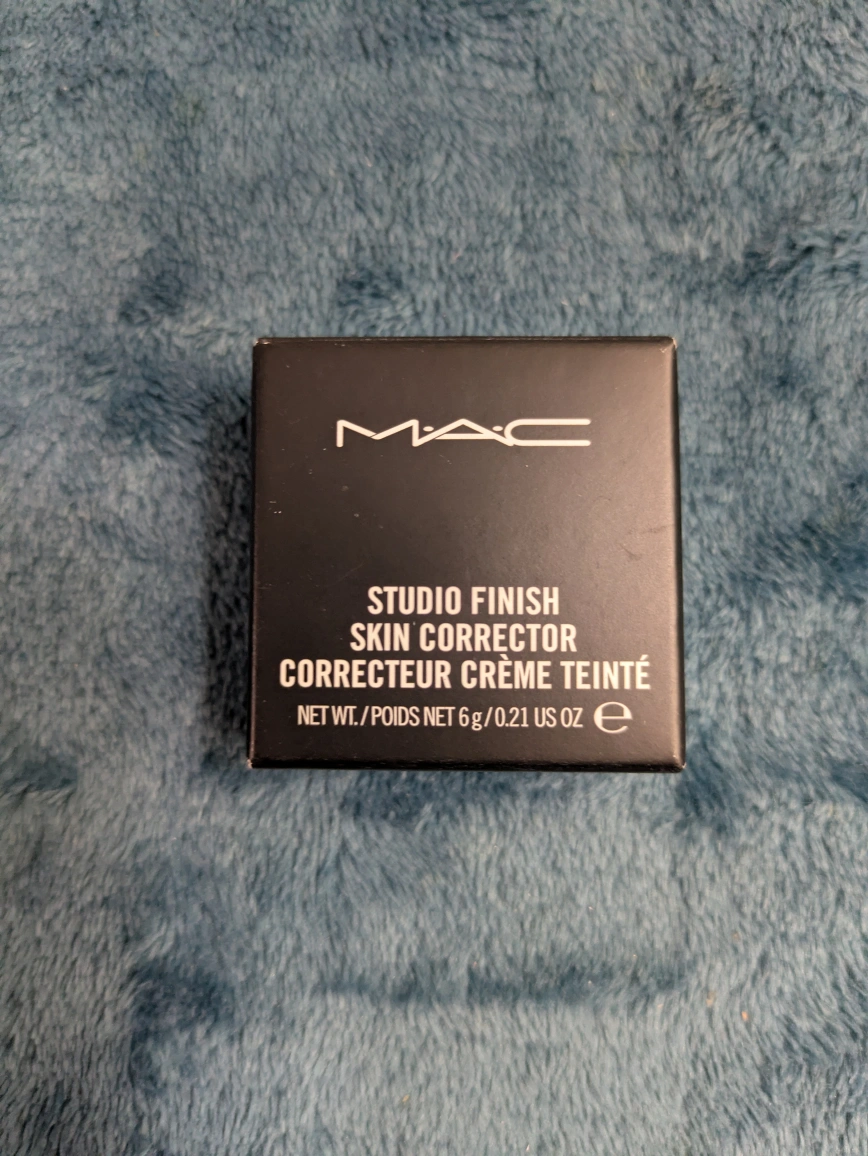 M·A·C
STUDIO FINISH
SKIN CORRECTOR
CORRECTEUR CRÈME TEINTÉ
NET WT./POIDS NET 6 g/0.21 US OZ ℮